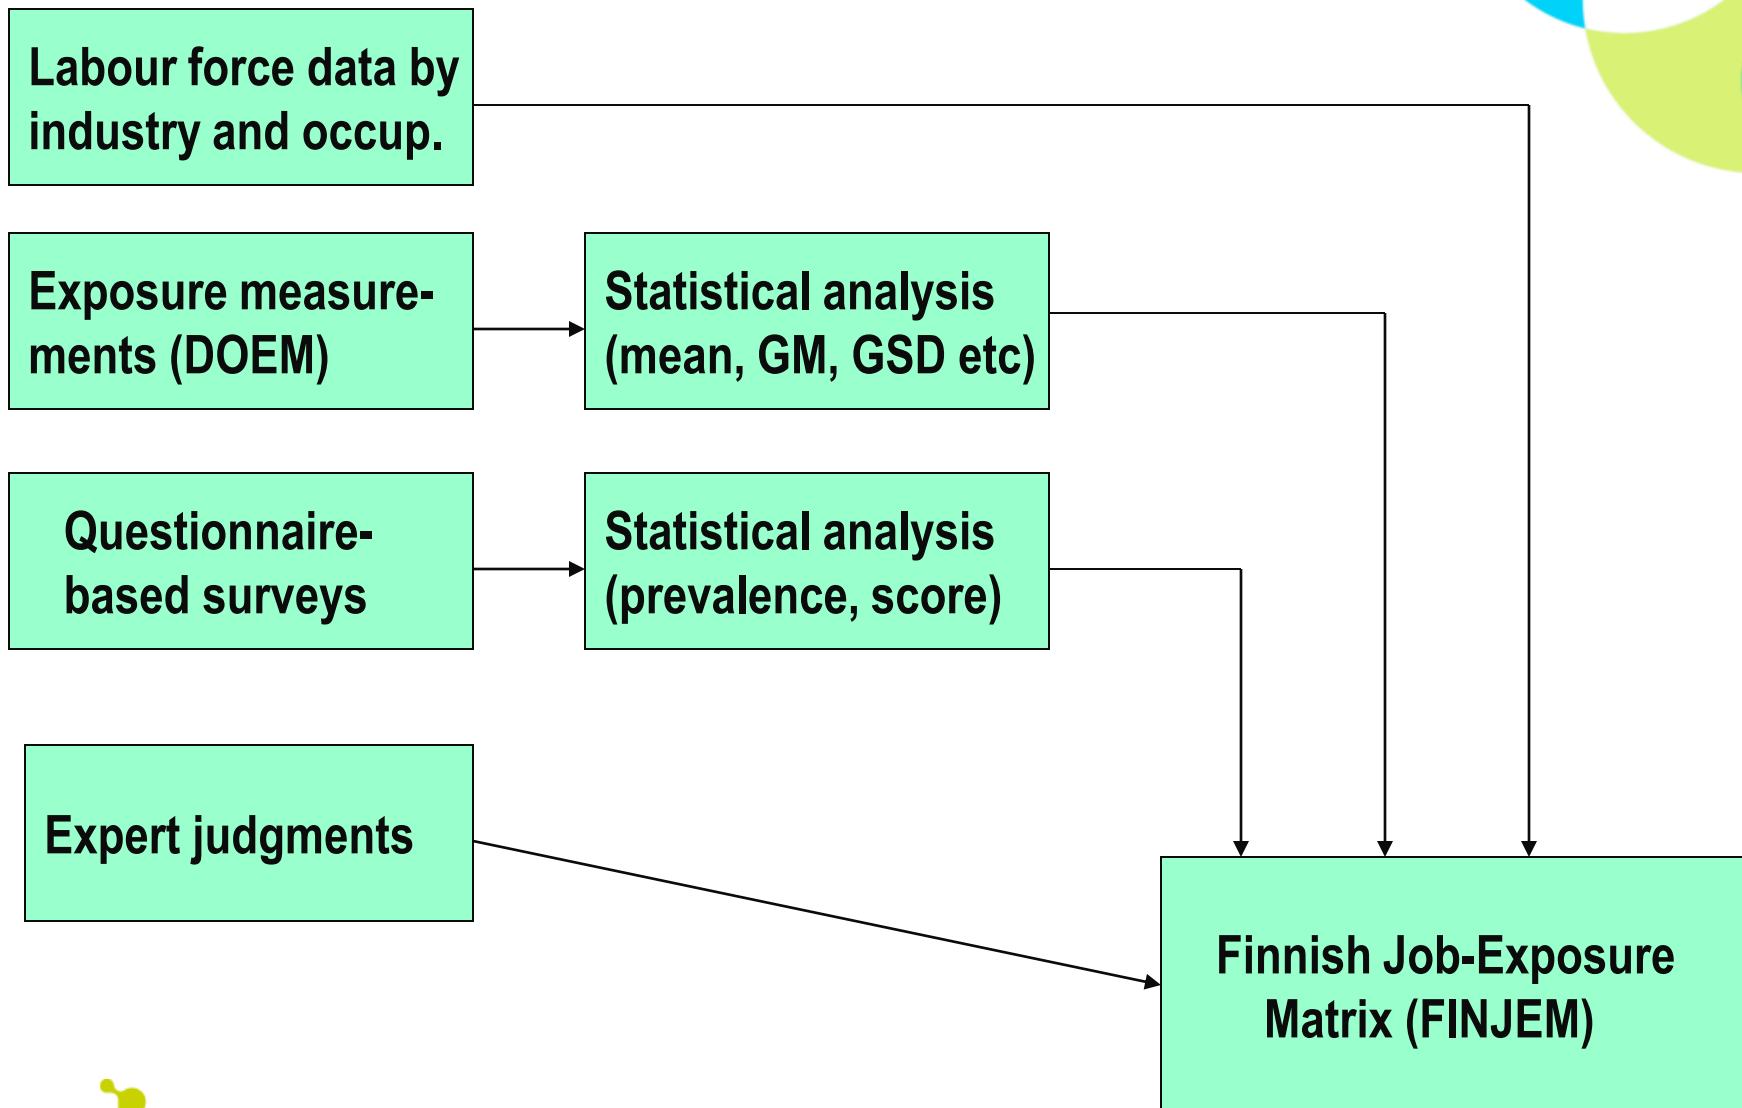 Labour force data by
industry and occup.
Exposure measure-
ments (DOEM)
Statistical analysis
(mean, GM, GSD etc)
Questionnaire-
based surveys
Statistical analysis
(prevalence, score)
Expert judgments
Finnish Job-Exposure
Matrix (FINJEM)